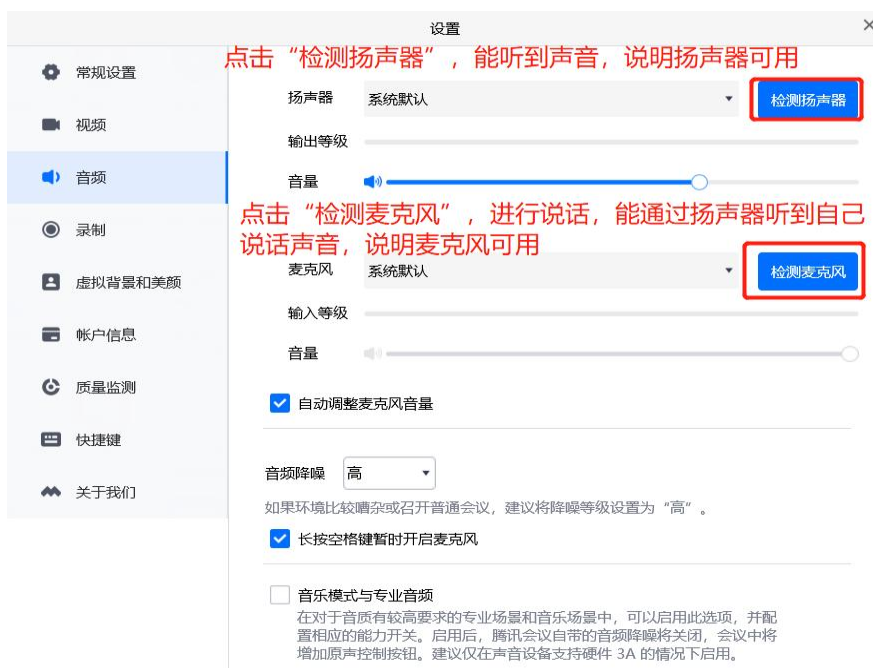 设置
点击“检测扬声器”，能听到声音，说明扬声器可用
常规设置
视频
音频
录制
虚拟背景和美颜
帐户信息
质量监测
快捷键
关于我们
扬声器 系统默认 检测扬声器
输出等级
音量
点击“检测麦克风”，进行说话，能通过扬声器听到自己
说话声音，说明麦克风可用
麦克风 系统默认 检测麦克风
输入等级
音量
自动调整麦克风音量
音频降噪 高
如果环境比较嘈杂或召开普通会议，建议将降噪等级设置为“高”。
长按空格键暂时开启麦克风
音乐模式与专业音频
在对于音质有较高要求的专业场景和音乐场景中，可以启用此选项，并配
置相应的能力开关。启用后，腾讯会议自带的音频降噪将关闭，会议中将
增加原声控制按钮。建议仅在声音设备支持硬件 3A 的情况下启用。